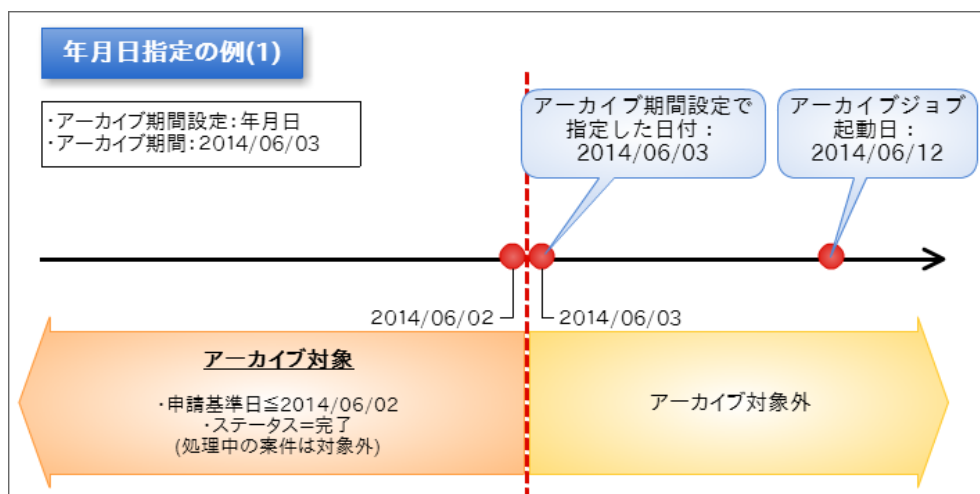 年月日指定の例(1)
・アーカイブ期間設定：年月日
・アーカイブ期間：2014/06/03
アーカイブ期間設定で
指定した日付：
2014/06/03
アーカイブジョブ
起動日：
2014/06/12
2014/06/02
2014/06/03
アーカイブ対象
・申請基準日≦2014/06/02
・ステータス＝完了
(処理中の案件は対象外)
アーカイブ対象外